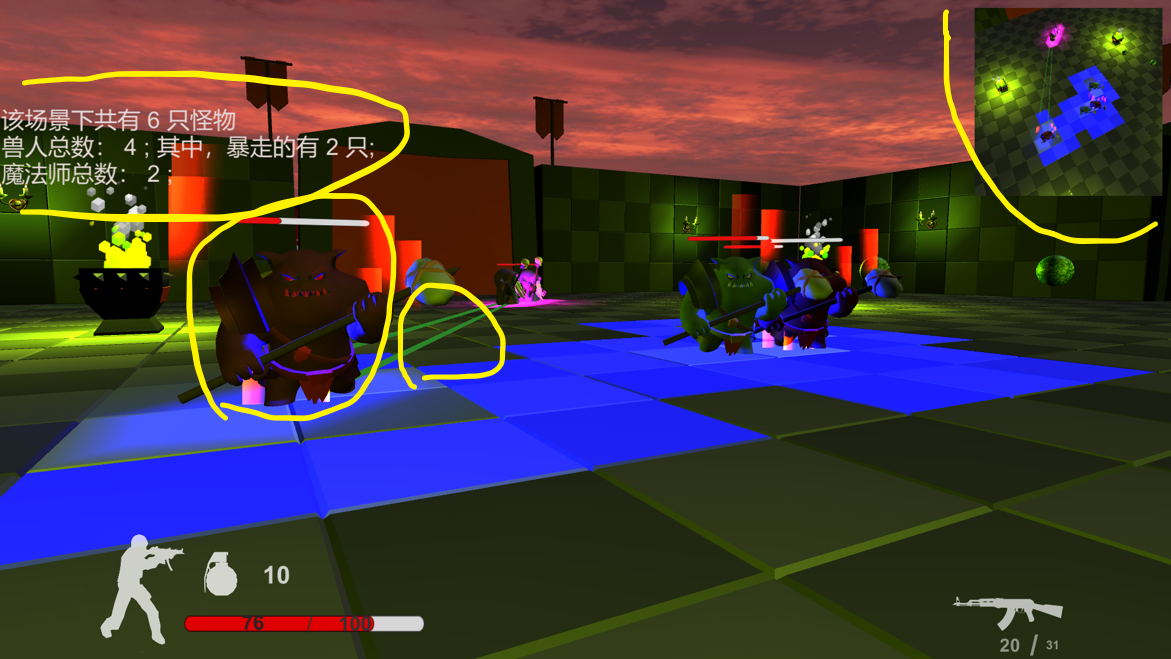 该场景下共有 6 只怪物
兽人总数： 4 ; 其中，暴走的有 2 只;
魔法师总数： 2 ;
10
76 / 100
20 / 31